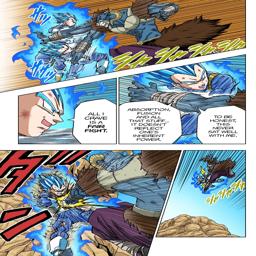 TO BE
HONEST,
THIS
NEVER
SAT WELL
WITH ME.
ABSORPTION,
FUSION
AND ALL
THAT STUFF...
IT DOESN'T
REFLECT
ONE'S
INHERENT
POWER.
ALL I
CRAVE
IS A
FAIR
FIGHT.